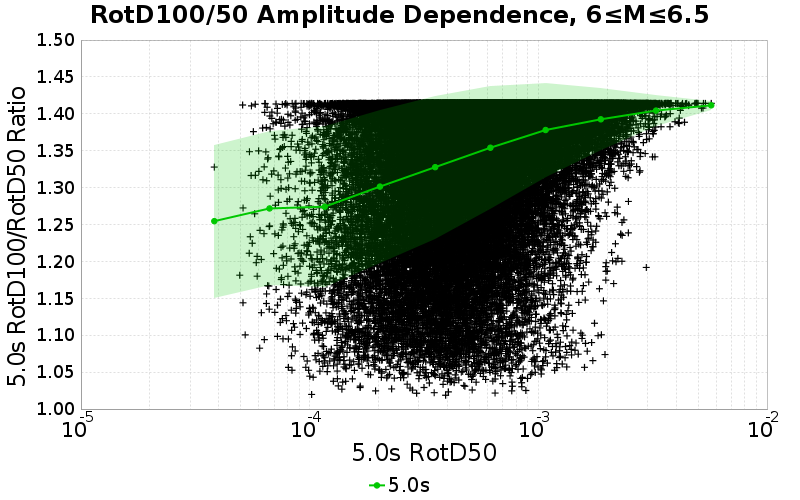 RotD100/50 Amplitude Dependence, 6≤M≤6.5
5.0s RotD100/RotD50 Ratio
1.50
1.45
1.40
1.35
1.30
1.25
1.20
1.15
1.10
1.05
1.00
10^-5 10^-4 10^-3 10^-2
5.0s RotD50
5.0s